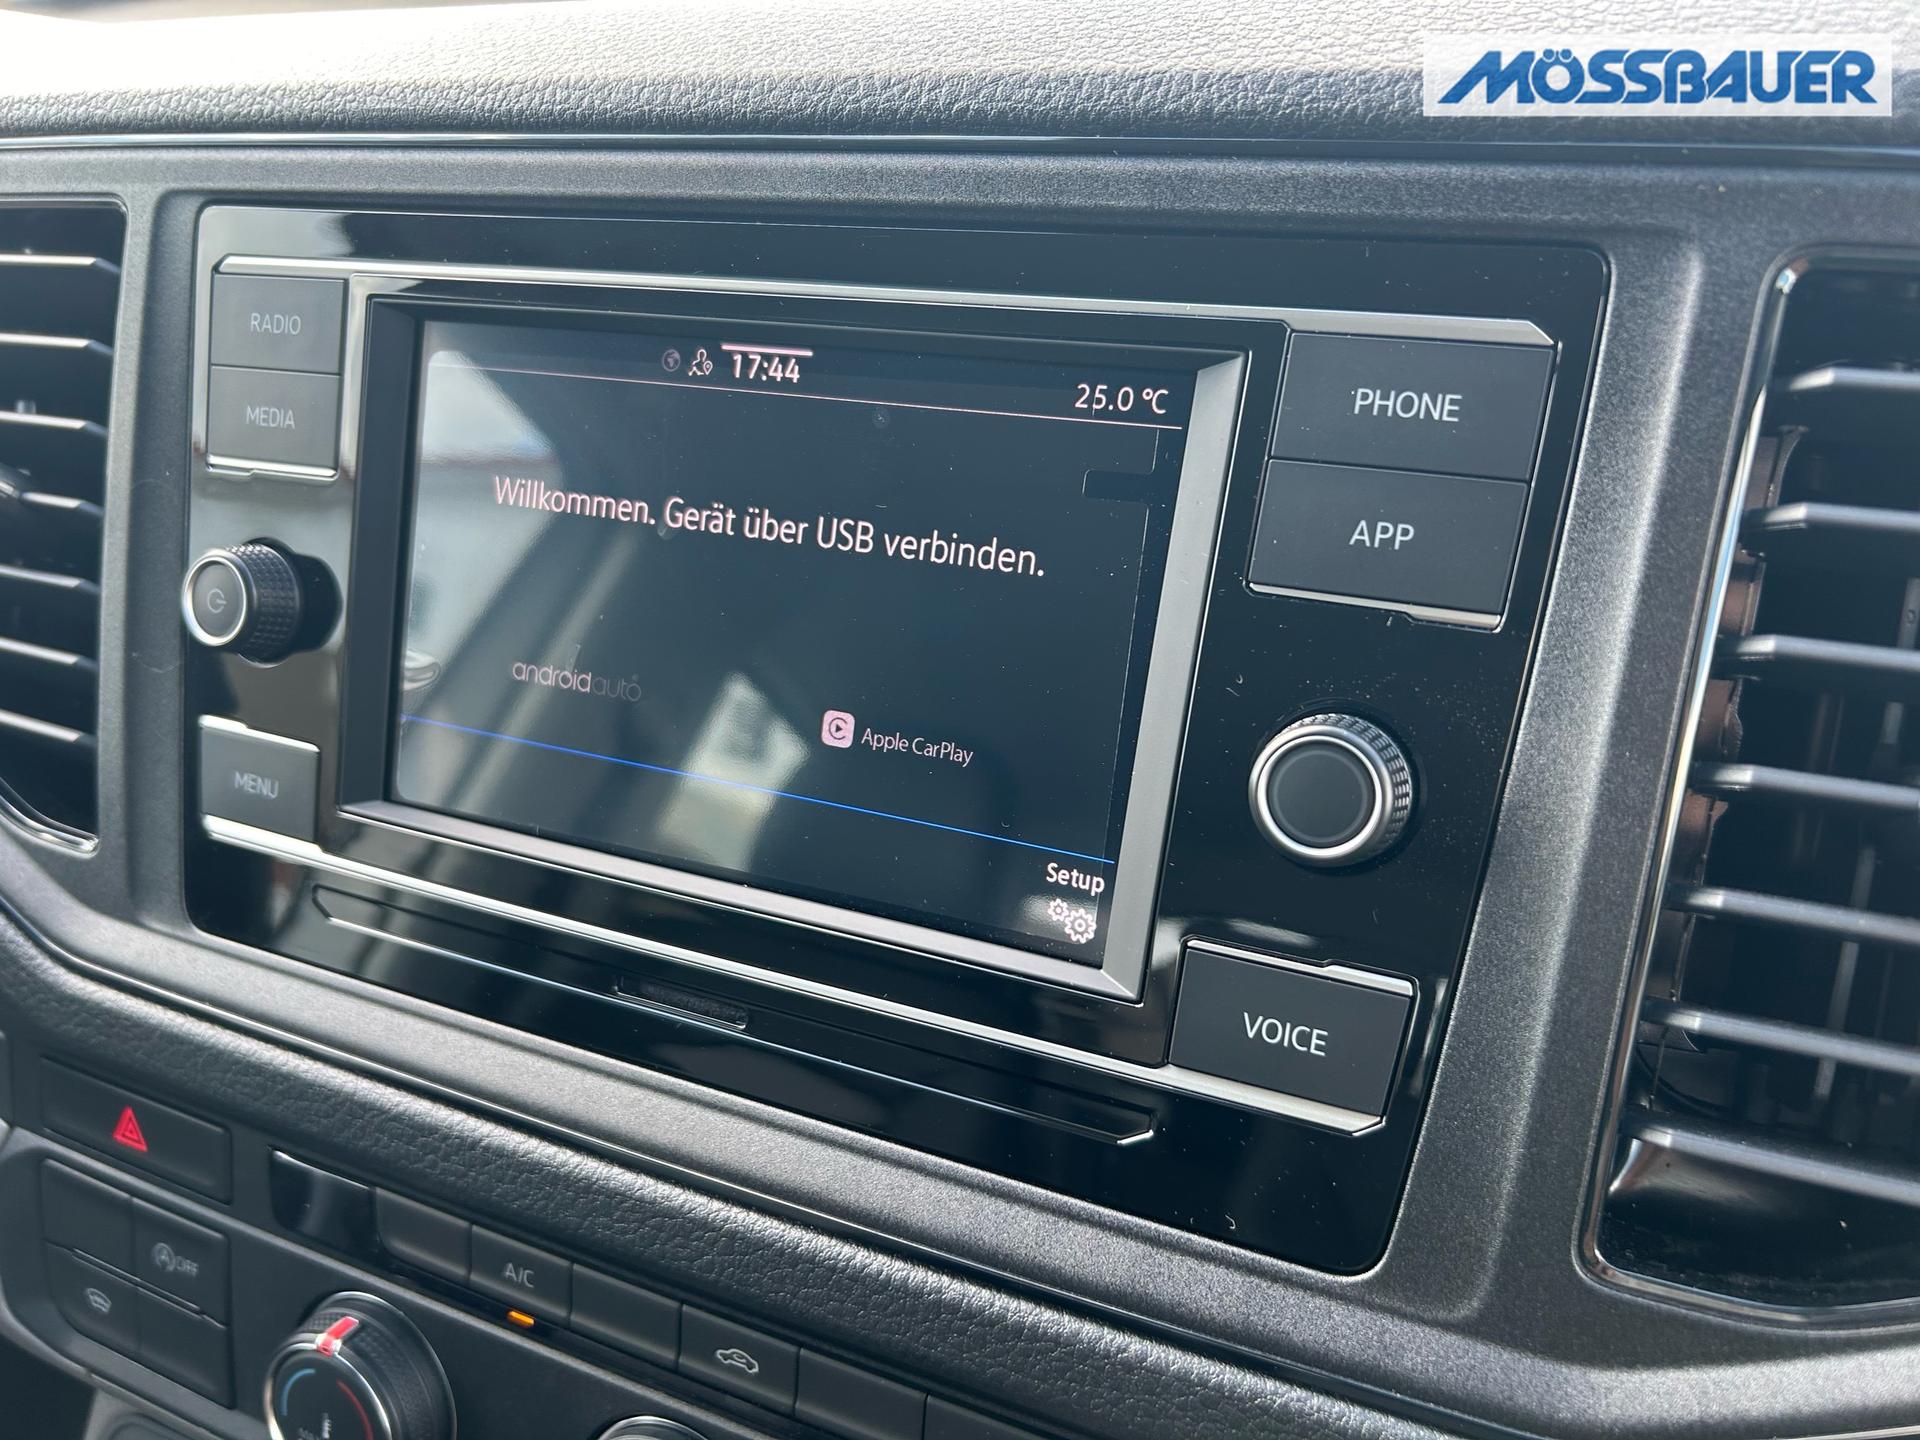 MÖSSBAUER
RADIO
MEDIA
MENU
17:44
25.0 °C
Willkommen. Gerät über USB verbinden.
androidauto
Apple CarPlay
Setup
PHONE
APP
VOICE
OFF
A/C